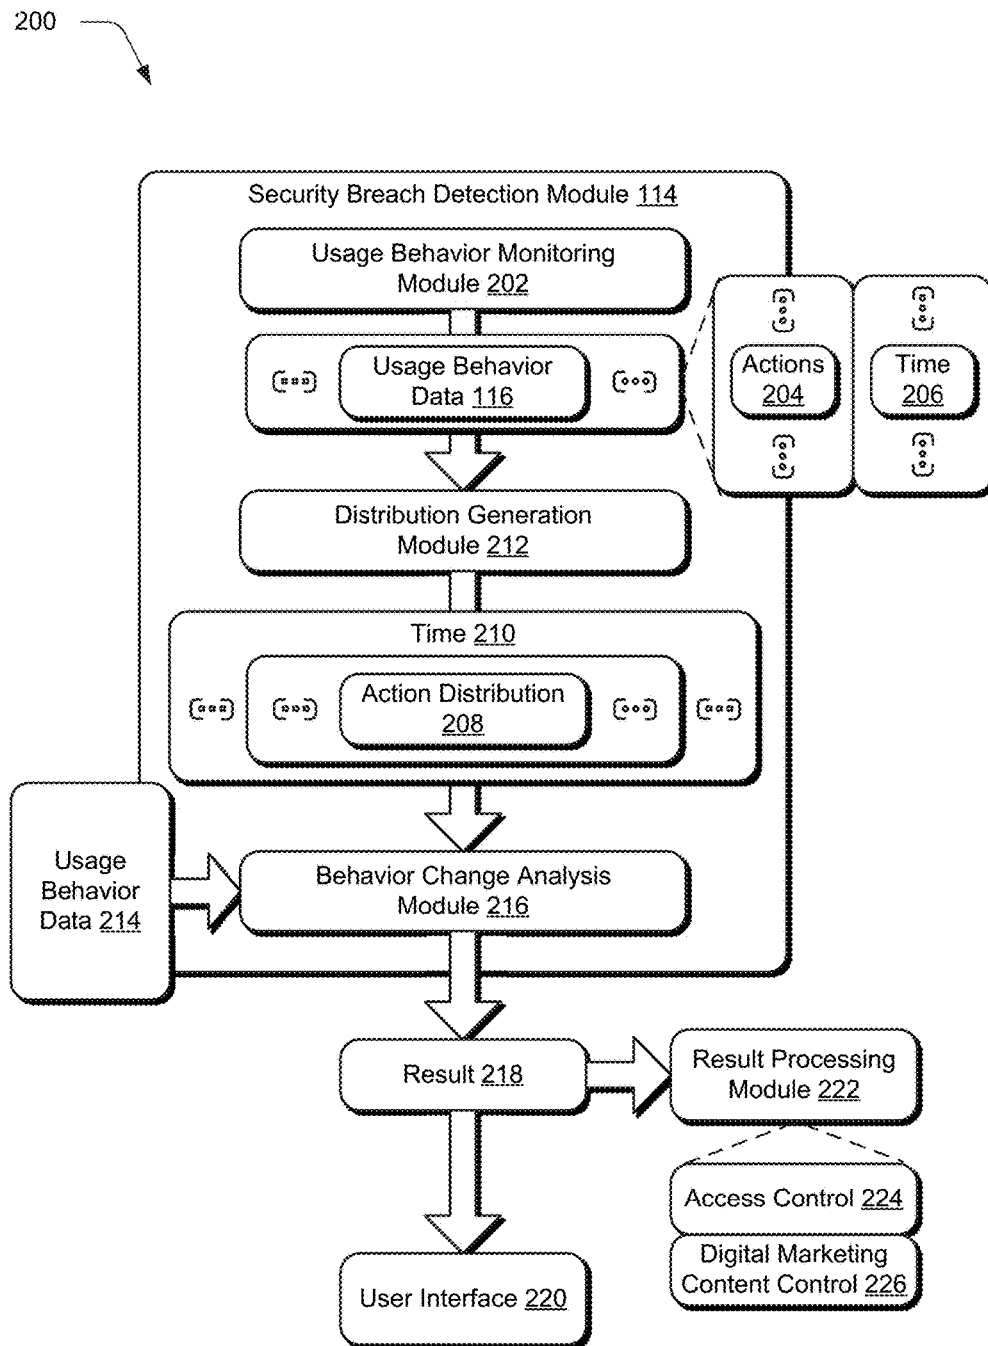 200
Security Breach Detection Module 114
Usage Behavior Monitoring
Module 202
Usage Behavior
Data 116
Actions
204
Time
206
Distribution Generation
Module 212
Time 210
Action Distribution
208
Usage
Behavior
Data 214
Behavior Change Analysis
Module 216
Result 218
Result Processing
Module 222
Access Control 224
Digital Marketing
Content Control 226
User Interface 220